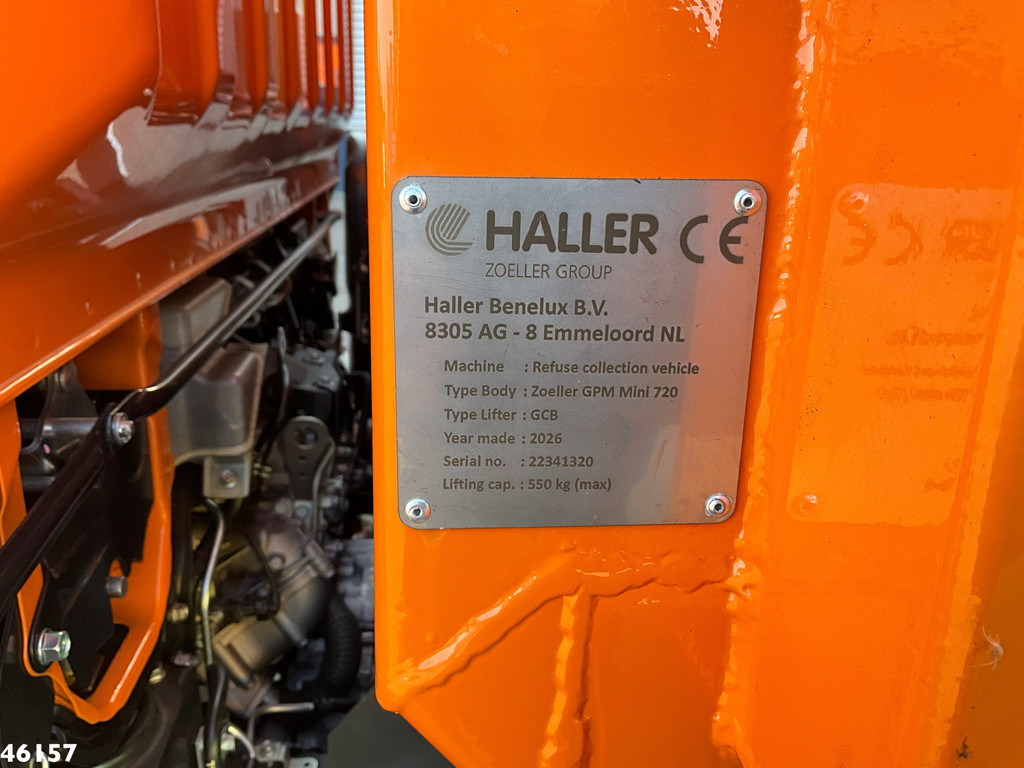 HALLER CE
ZOELLER GROUP
Haller Benelux B.V.
8305 AG - 8 Emmeloord NL
Machine : Refuse collection vehicle
Type Body : Zoeller GPM Mini 720
Type Lifter : GCB
Year made : 2026
Serial no. : 22341320
Lifting cap. : 550 kg (max)
46157